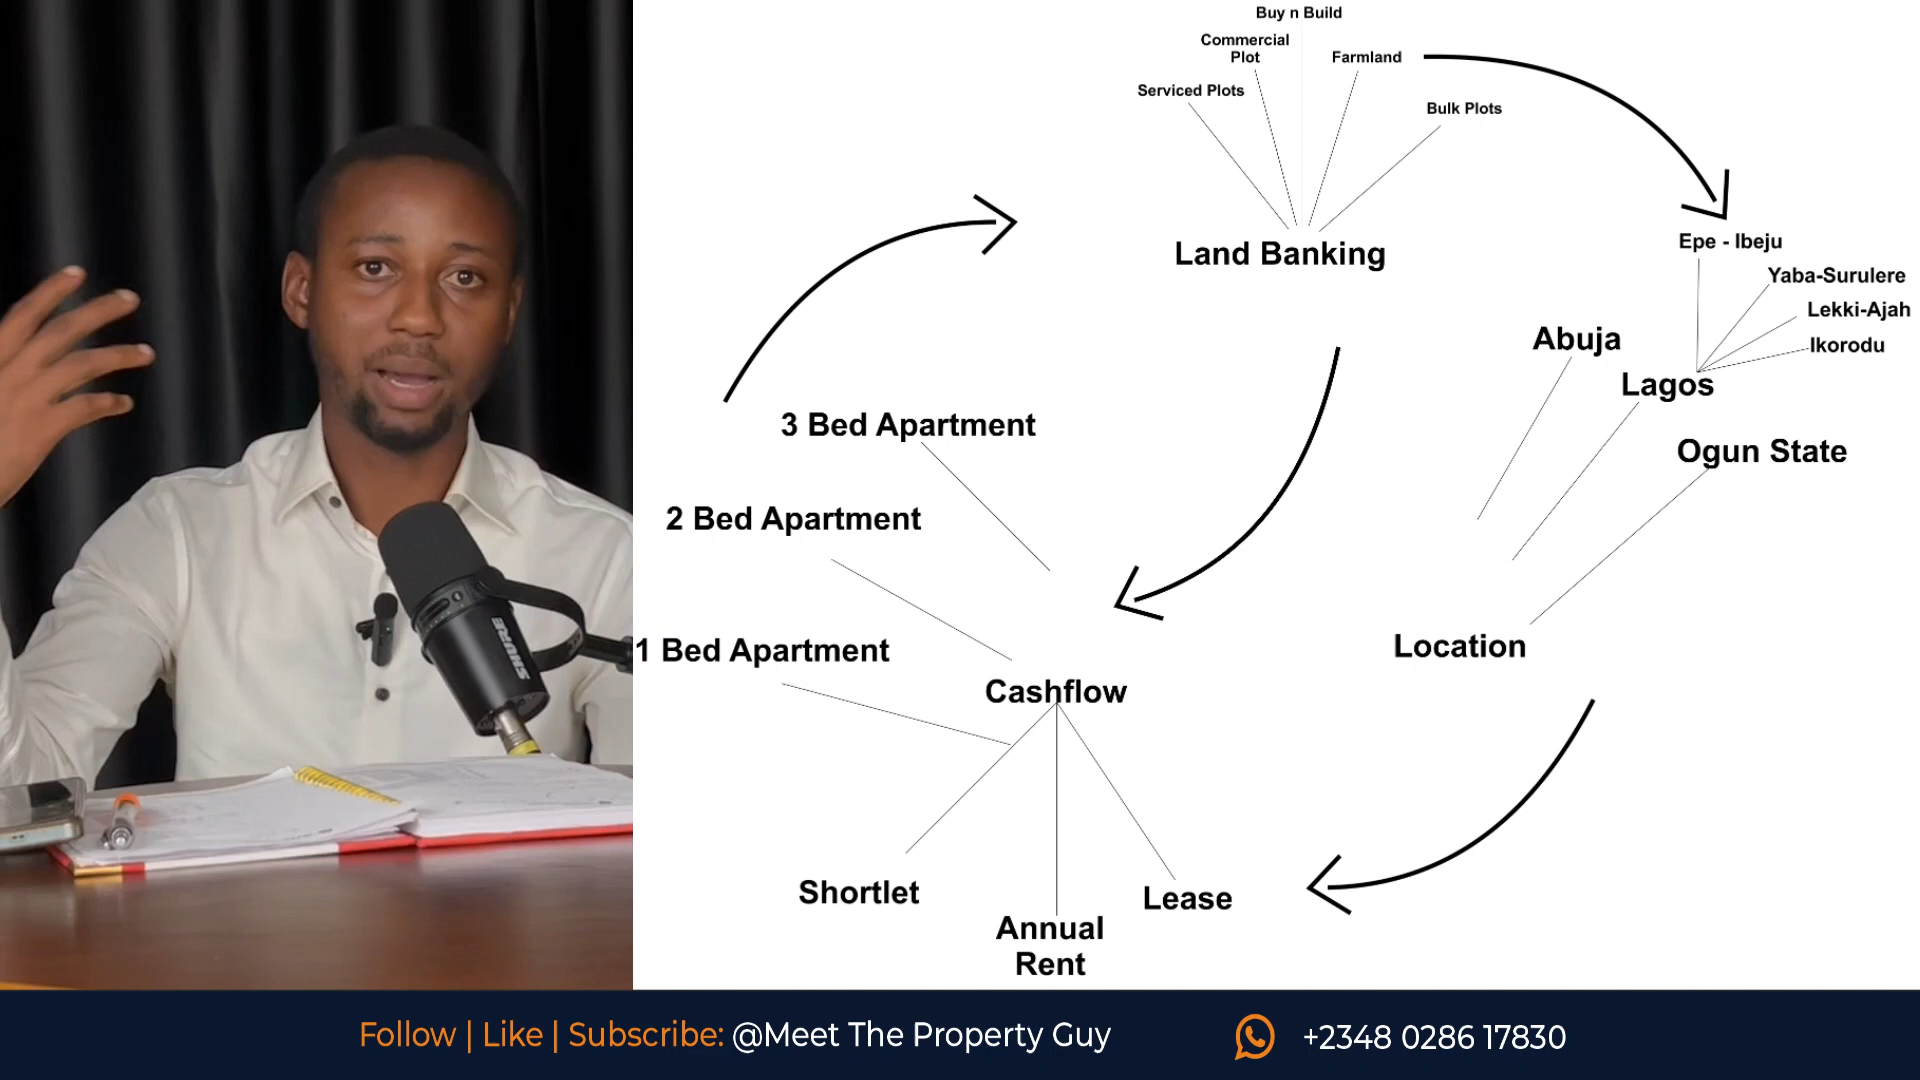 Buy n Build
Commercial
Plot
Farmland
Serviced Plots
Bulk Plots
Land Banking
Epe - Ibeju
Yaba-Surulere
Lekki-Ajah
Ikorodu
Abuja
Lagos
Ogun State
Location
3 Bed Apartment
2 Bed Apartment
1 Bed Apartment
Cashflow
Shortlet
Annual
Rent
Lease
SHURE
Follow | Like | Subscribe: @Meet The Property Guy
+2348 0286 17830